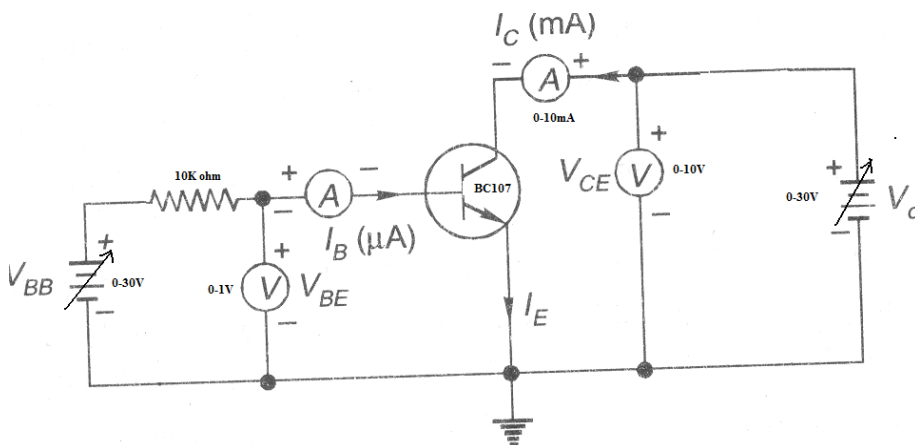 I_C (mA)
− A +
0-10mA
10K ohm
+ − A −
I_B (µA)
BC107
V_CE
+ V −
0-10V
0-30V
+
−
V_C
V_BB
+
−
0-30V
0-1V
+ V −
V_BE
I_E